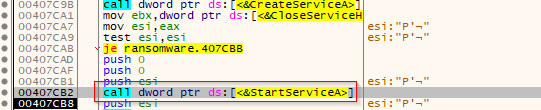 00407C9B call dword ptr ds:[<&CreateServiceA>]
00407CA1 mov ebx,dword ptr ds:[<&CloseServiceH
00407CA7 mov esi,eax esi:"P'¬"
00407CA9 test esi,esi esi:"P'¬"
00407CAB je ransomware.407CBB
00407CAD push 0
00407CAF push 0
00407CB1 push esi esi:"P'¬"
00407CB2 call dword ptr ds:[<&StartServiceA>]
00407CB8 push esi esi:"P'¬"